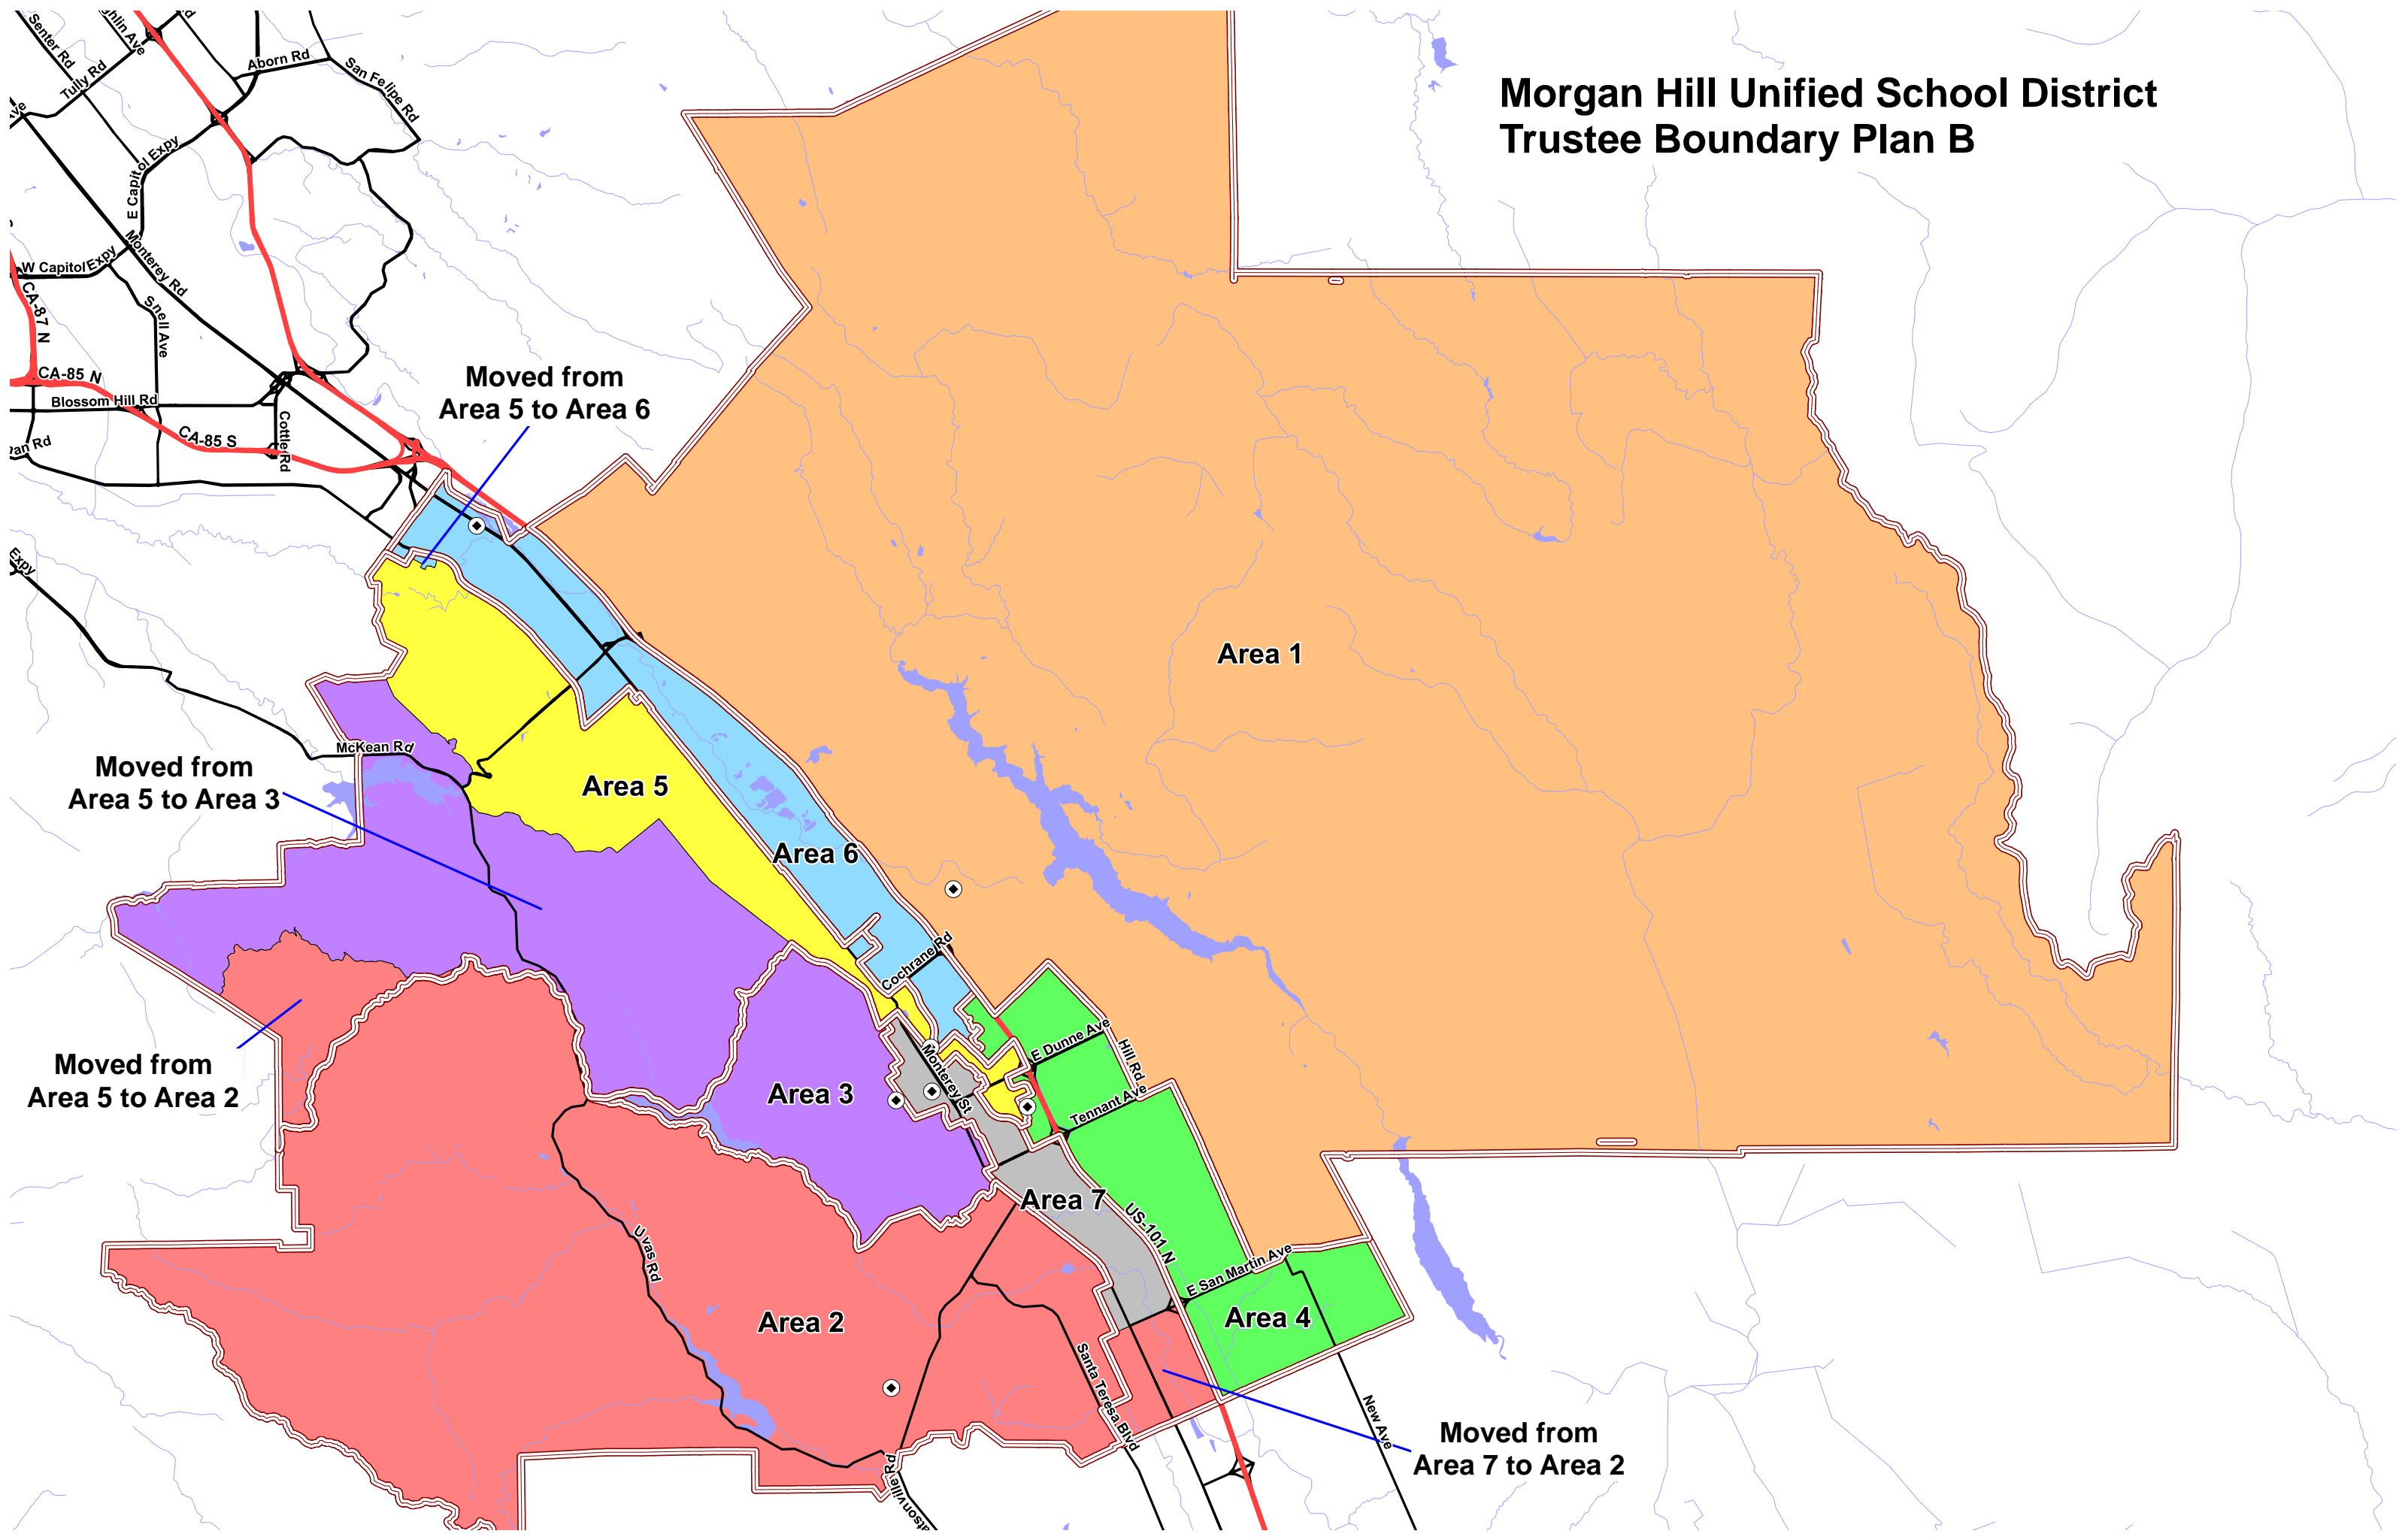 Morgan Hill Unified School District
Trustee Boundary Plan B
Senter Rd
Tully Rd
Aborn Rd
San Felipe Rd
E Capitol Expy
Monterey Rd
W Capitol Expy
CA-87 N
Snell Ave
CA-85 N
Blossom Hill Rd
CA-85 S
Cottle Rd
Expy
Moved from
Area 5 to Area 6
Area 1
McKean Rd
Moved from
Area 5 to Area 3
Area 5
Area 6
Cochrane Rd
Moved from
Area 5 to Area 2
Area 3
Monterey St
E Dunne Ave
Hill Rd
Tennant Ave
Area 7
US-101 N
Uvas Rd
E San Martin Ave
Area 2
Area 4
Santa Teresa Blvd
New Ave
Moved from
Area 7 to Area 2